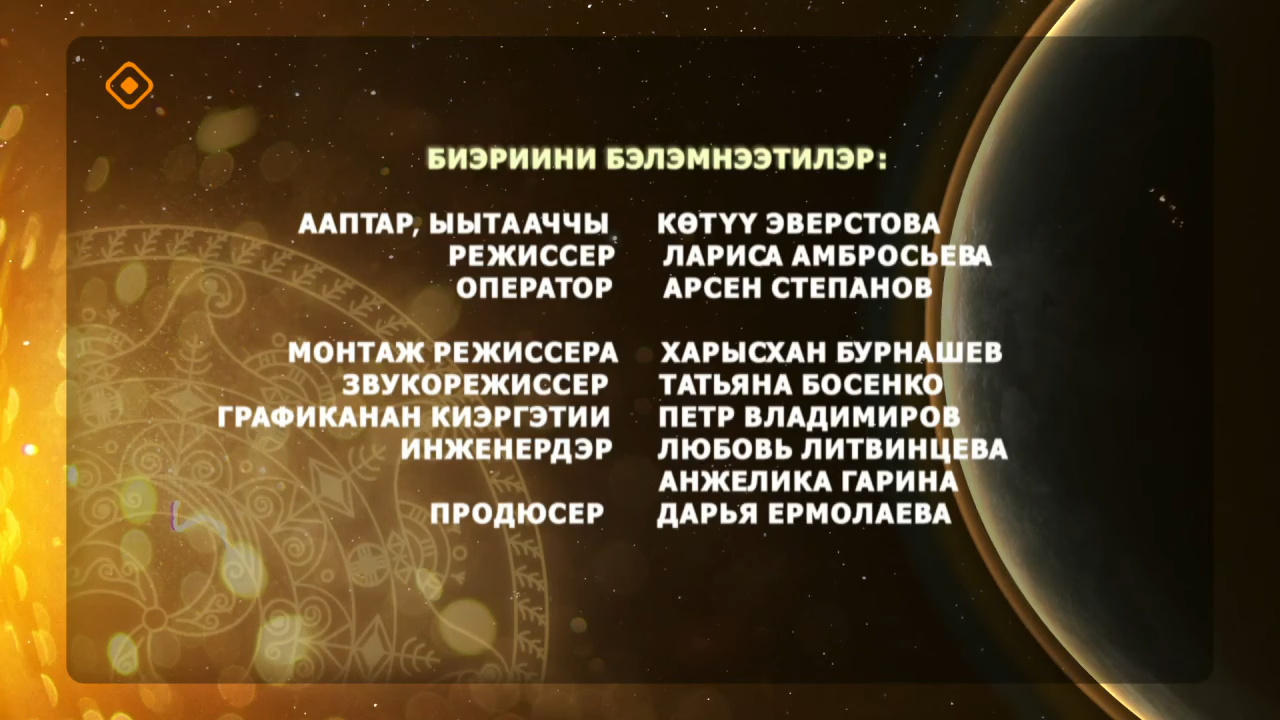 БИЭРИИНИ БЭЛЭМНЭЭТИЛЭР:
ААПТАР, ЫЫТААЧЧЫ КӨТҮҮ ЭВЕРСТОВА
РЕЖИССЕР ЛАРИСА АМБРОСЬЕВА
ОПЕРАТОР АРСЕН СТЕПАНОВ
МОНТАЖ РЕЖИССЕРА ХАРЫСХАН БУРНАШЕВ
ЗВУКОРЕЖИССЕР ТАТЬЯНА БОСЕНКО
ГРАФИКАНАН КИЭРГЭТИИ ПЕТР ВЛАДИМИРОВ
ИНЖЕНЕРДЭР ЛЮБОВЬ ЛИТВИНЦЕВА
АНЖЕЛИКА ГАРИНА
ПРОДЮСЕР ДАРЬЯ ЕРМОЛАЕВА